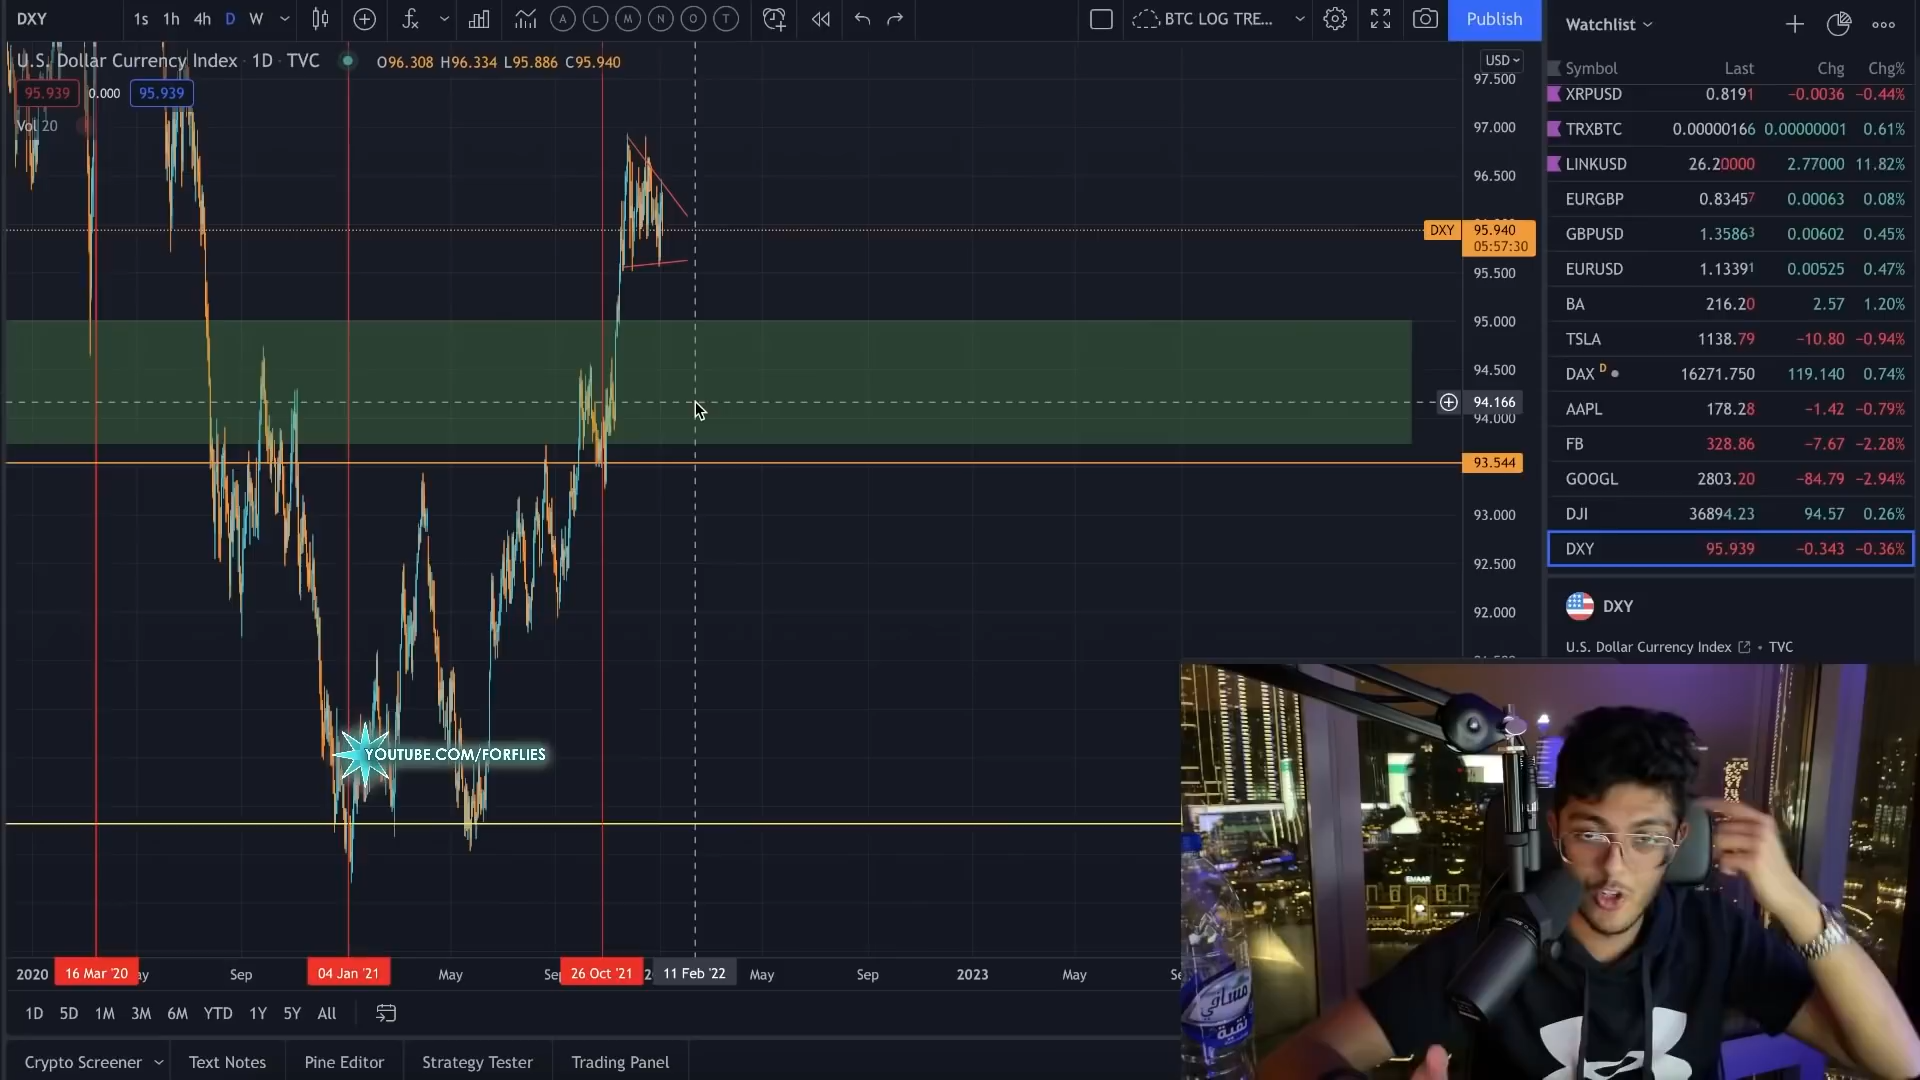 DXY 1s 1h 4h D W A L M N O T BTC LOG TRE... Publish
U.S. Dollar Currency Index · 1D · TVC O96.308 H96.334 L95.886 C95.940
95.939 0.000 95.939
Vol 20
USD
97.500
97.000
96.500
DXY 95.940
05:57:30
95.500
95.000
94.500
94.166
94.000
93.544
93.000
92.500
92.000
YOUTUBE.COM/FORFLIES
2020 16 Mar '20 Sep 04 Jan '21 May 26 Oct '21 11 Feb '22 May Sep 2023 May
1D 5D 1M 3M 6M YTD 1Y 5Y All
Crypto Screener Text Notes Pine Editor Strategy Tester Trading Panel
Watchlist
Symbol Last Chg Chg%
XRPUSD 0.8191 −0.0036 −0.44%
TRXBTC 0.00000166 0.00000001 0.61%
LINKUSD 26.20000 2.77000 11.82%
EURGBP 0.83457 0.00063 0.08%
GBPUSD 1.35863 0.00602 0.45%
EURUSD 1.13391 0.00525 0.47%
BA 216.20 2.57 1.20%
TSLA 1138.79 −10.80 −0.94%
DAX D 16271.750 119.140 0.74%
AAPL 178.28 −1.42 −0.79%
FB 328.86 −7.67 −2.28%
GOOGL 2803.20 −84.79 −2.94%
DJI 36894.23 94.57 0.26%
DXY 95.939 −0.343 −0.36%
DXY
U.S. Dollar Currency Index • TVC
EMAAR
مسافي
نقية